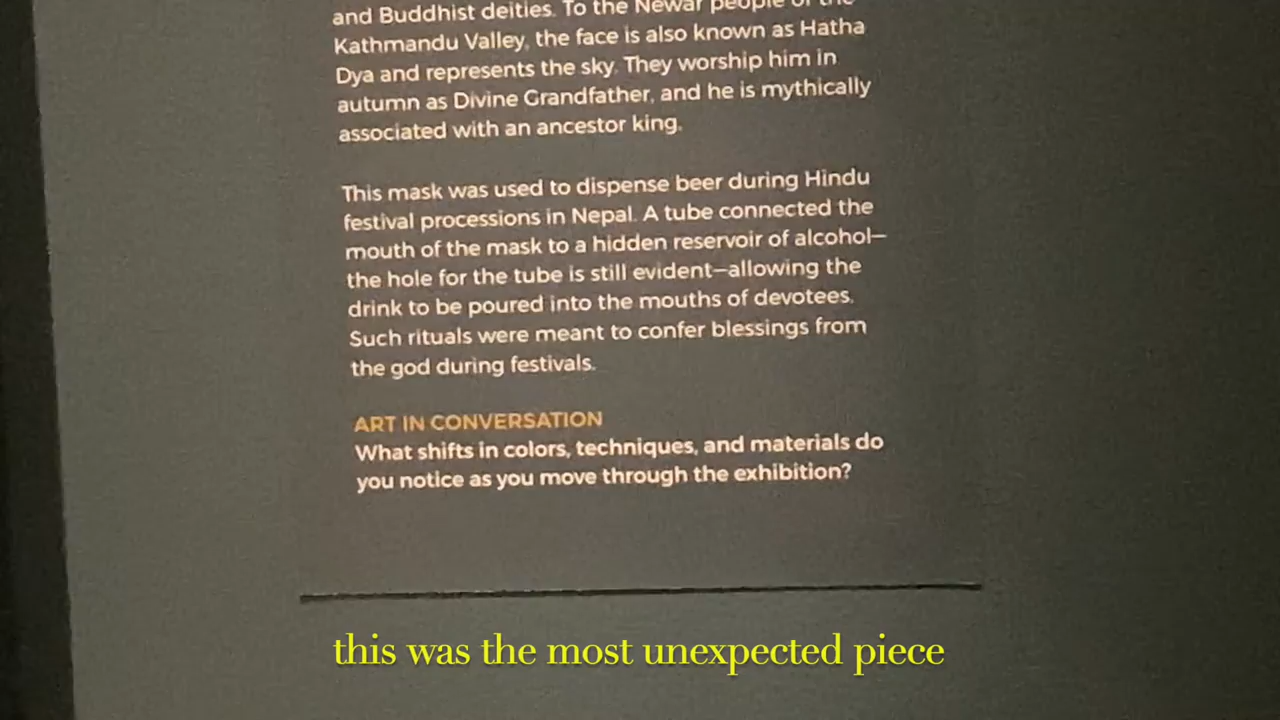 and Buddhist deities. To the Newar people of the
Kathmandu Valley, the face is also known as Hatha
Dya and represents the sky. They worship him in
autumn as Divine Grandfather, and he is mythically
associated with an ancestor king.
This mask was used to dispense beer during Hindu
festival processions in Nepal. A tube connected the
mouth of the mask to a hidden reservoir of alcohol—
the hole for the tube is still evident—allowing the
drink to be poured into the mouths of devotees.
Such rituals were meant to confer blessings from
the god during festivals.
ART IN CONVERSATION
What shifts in colors, techniques, and materials do
you notice as you move through the exhibition?
this was the most unexpected piece